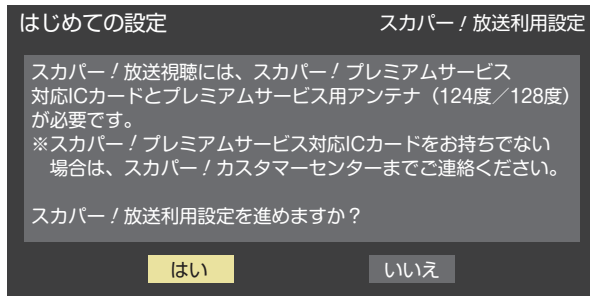 はじめての設定 スカパー！放送利用設定
スカパー！放送視聴には、スカパー！プレミアムサービス
対応ICカードとプレミアムサービス用アンテナ（124度／128度）
が必要です。
※スカパー！プレミアムサービス対応ICカードをお持ちでない
場合は、スカパー！カスタマーセンターまでご連絡ください。
スカパー！放送利用設定を進めますか？
はい いいえ